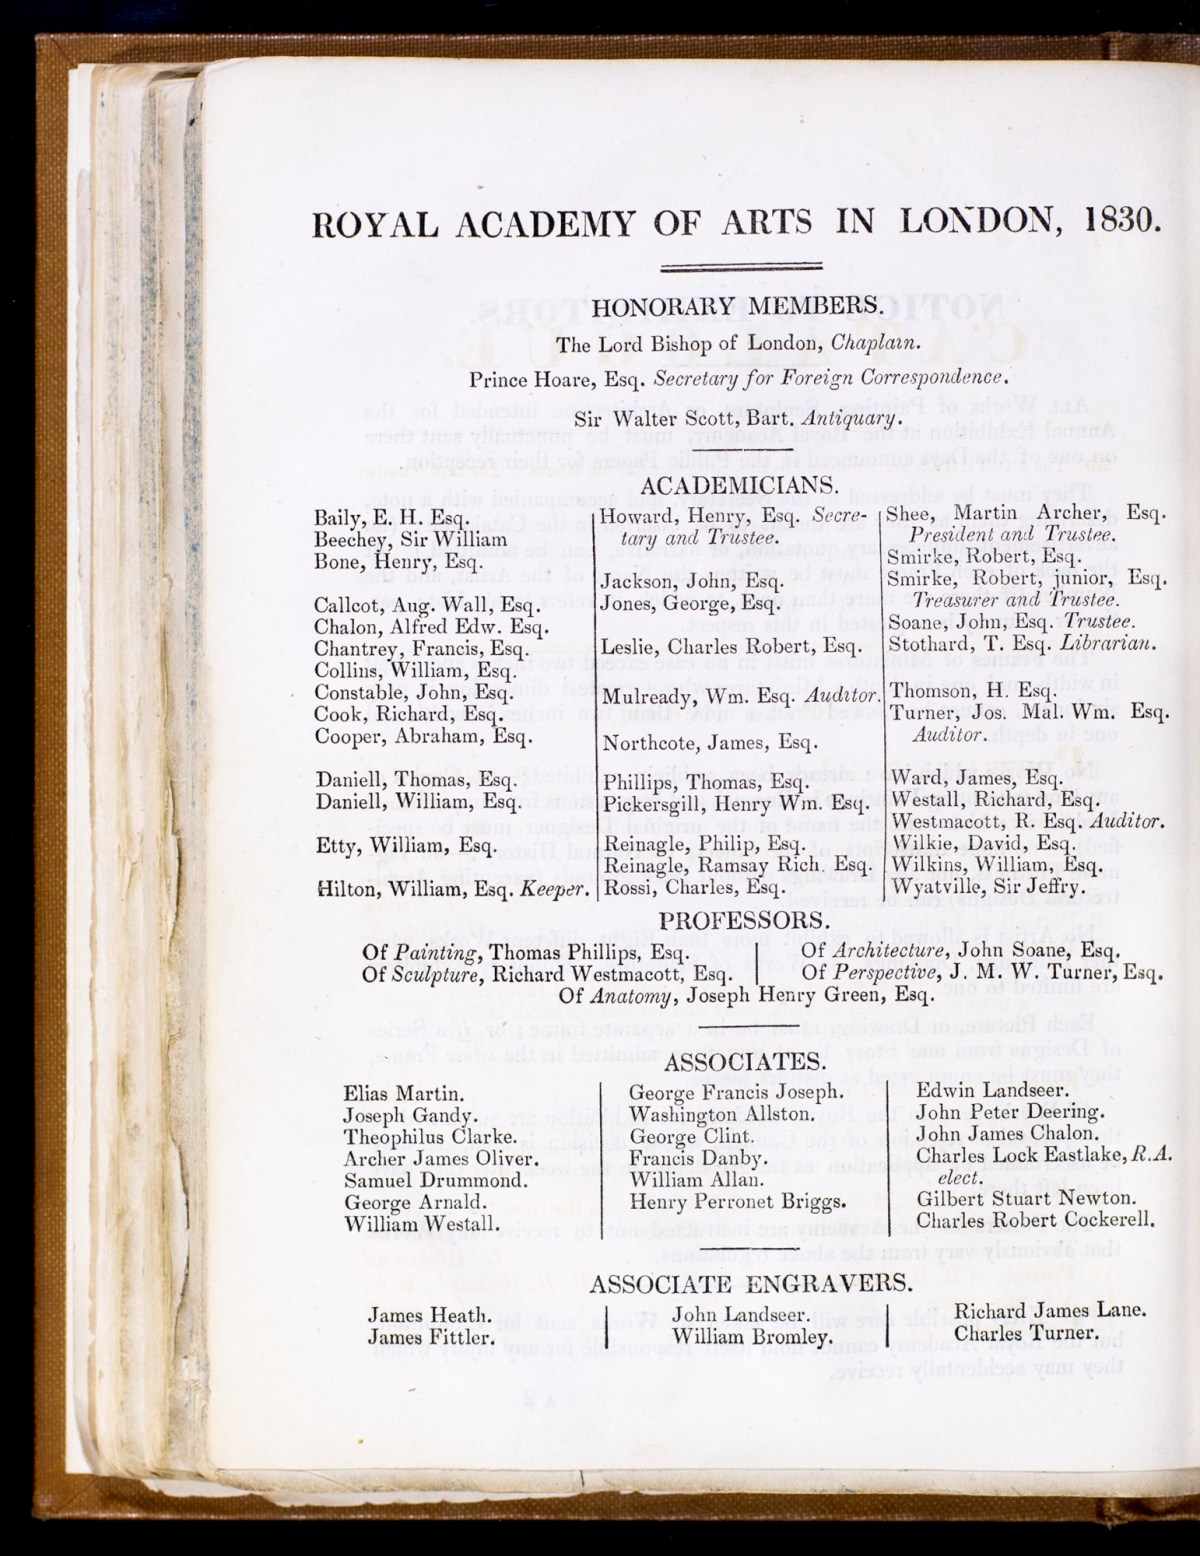 ROYAL ACADEMY OF ARTS IN LONDON, 1830.
HONORARY MEMBERS.
The Lord Bishop of London, Chaplain.
Prince Hoare, Esq. Secretary for Foreign Correspondence.
Sir Walter Scott, Bart. Antiquary.
ACADEMICIANS.
Baily, E. H. Esq.
Beechey, Sir William
Bone, Henry, Esq.
Callcot, Aug. Wall, Esq.
Chalon, Alfred Edw. Esq.
Chantrey, Francis, Esq.
Collins, William, Esq.
Constable, John, Esq.
Cook, Richard, Esq.
Cooper, Abraham, Esq.
Daniell, Thomas, Esq.
Daniell, William, Esq.
Etty, William, Esq.
Hilton, William, Esq. Keeper.
Howard, Henry, Esq. Secre-
tary and Trustee.
Jackson, John, Esq.
Jones, George, Esq.
Leslie, Charles Robert, Esq.
Mulready, Wm. Esq. Auditor.
Northcote, James, Esq.
Phillips, Thomas, Esq.
Pickersgill, Henry Wm. Esq.
Reinagle, Philip, Esq.
Reinagle, Ramsay Rich. Esq.
Rossi, Charles, Esq.
Shee, Martin Archer, Esq.
President and Trustee.
Smirke, Robert, Esq.
Smirke, Robert, junior, Esq.
Treasurer and Trustee.
Soane, John, Esq. Trustee.
Stothard, T. Esq. Librarian.
Thomson, H. Esq.
Turner, Jos. Mal. Wm. Esq.
Auditor.
Ward, James, Esq.
Westall, Richard, Esq.
Westmacott, R. Esq. Auditor.
Wilkie, David, Esq.
Wilkins, William, Esq.
Wyatville, Sir Jeffry.
PROFESSORS.
Of Painting, Thomas Phillips, Esq.
Of Sculpture, Richard Westmacott, Esq.
Of Architecture, John Soane, Esq.
Of Perspective, J. M. W. Turner, Esq.
Of Anatomy, Joseph Henry Green, Esq.
ASSOCIATES.
Elias Martin.
Joseph Gandy.
Theophilus Clarke.
Archer James Oliver.
Samuel Drummond.
George Arnald.
William Westall.
George Francis Joseph.
Washington Allston.
George Clint.
Francis Danby.
William Allan.
Henry Perronet Briggs.
Edwin Landseer.
John Peter Deering.
John James Chalon.
Charles Lock Eastlake, R.A.
elect.
Gilbert Stuart Newton.
Charles Robert Cockerell.
ASSOCIATE ENGRAVERS.
James Heath.
James Fittler.
John Landseer.
William Bromley.
Richard James Lane.
Charles Turner.